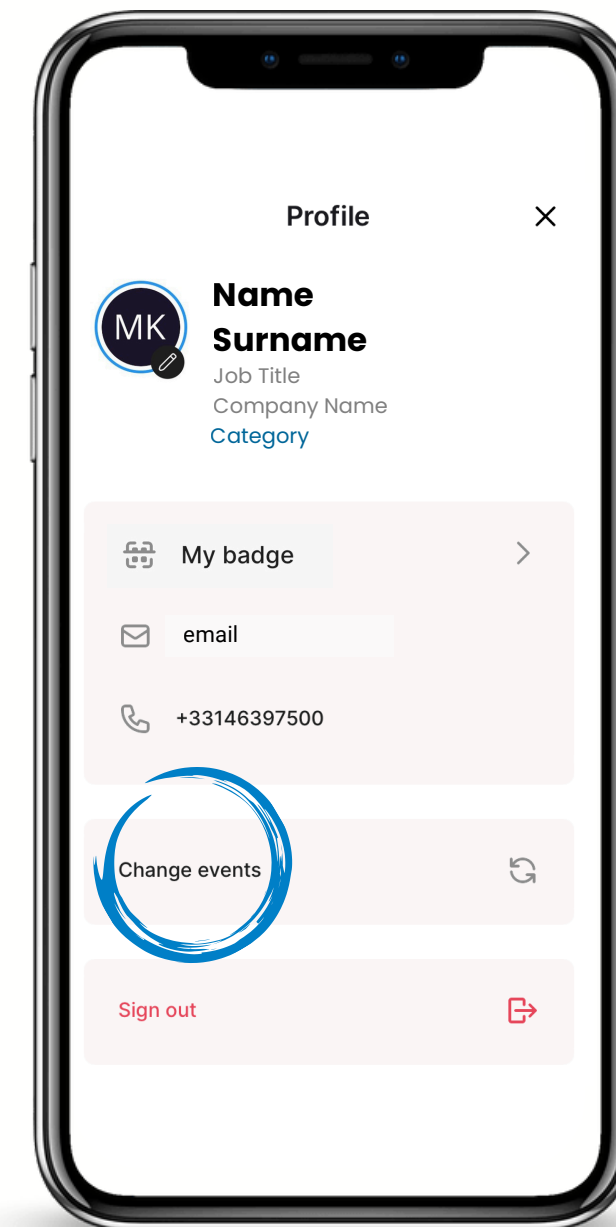 Profile
MK
Name
Surname
Job Title
Company Name
Category
My badge
email
+33146397500
Change events
Sign out